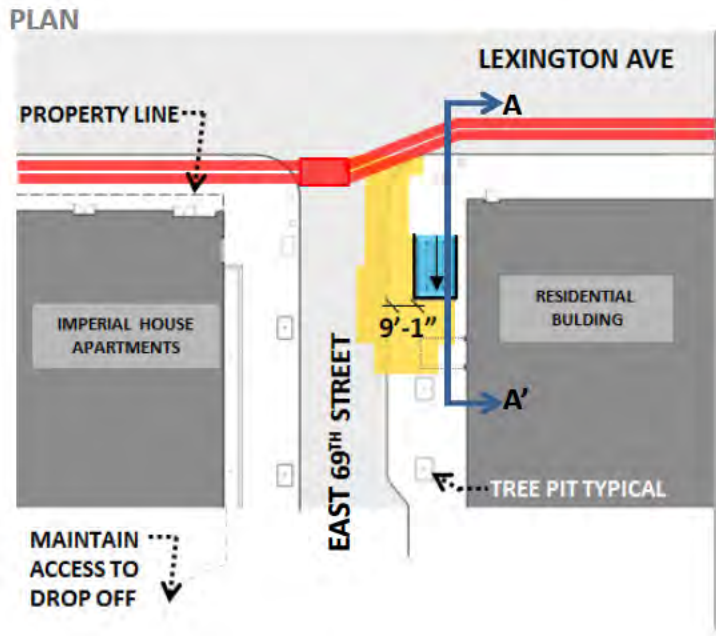 PLAN
LEXINGTON AVE
A
PROPERTY LINE
IMPERIAL HOUSE
APARTMENTS
RESIDENTIAL
BULDING
9'-1"
EAST 69TH STREET
A'
TREE PIT TYPICAL
MAINTAIN
ACCESS TO
DROP OFF